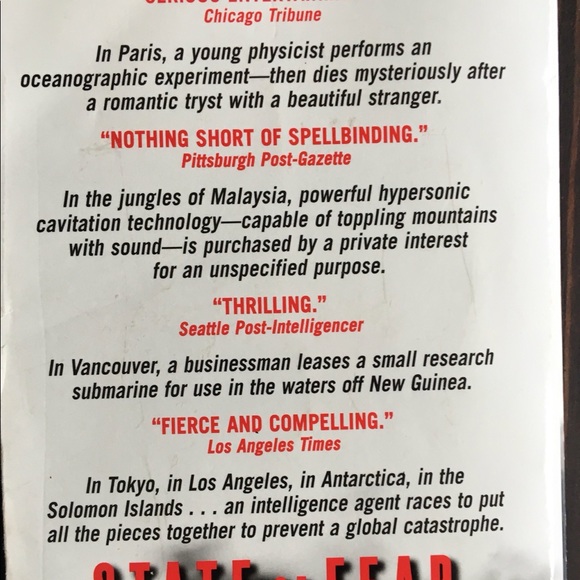 SERIOUS ENTERTAINMENT
Chicago Tribune
In Paris, a young physicist performs an
oceanographic experiment—then dies mysteriously after
a romantic tryst with a beautiful stranger.
“NOTHING SHORT OF SPELLBINDING.”
Pittsburgh Post-Gazette
In the jungles of Malaysia, powerful hypersonic
cavitation technology—capable of toppling mountains
with sound—is purchased by a private interest
for an unspecified purpose.
“THRILLING.”
Seattle Post-Intelligencer
In Vancouver, a businessman leases a small research
submarine for use in the waters off New Guinea.
“FIERCE AND COMPELLING.”
Los Angeles Times
In Tokyo, in Los Angeles, in Antarctica, in the
Solomon Islands . . . an intelligence agent races to put
all the pieces together to prevent a global catastrophe.
STATE OF FEAR